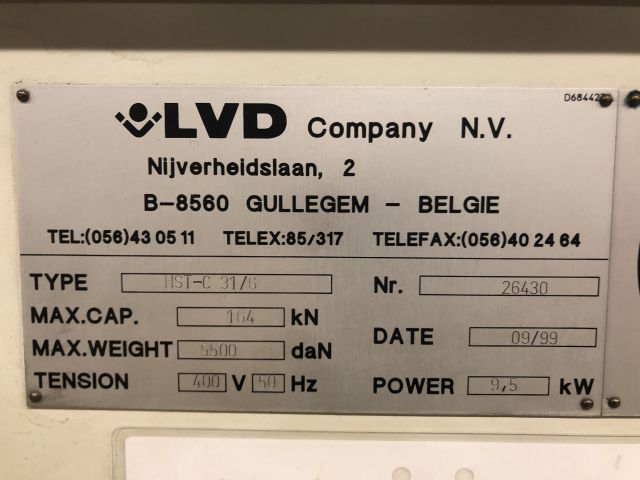 D68442
LVD Company N.V.
Nijverheidslaan, 2
B-8560 GULLEGEM - BELGIE
TEL:(056)43 05 11 TELEX:85/317 TELEFAX:(056)40 24 64
TYPE HST-C 31/6 Nr. 26430
MAX.CAP. 164 kN
MAX.WEIGHT 5500 daN DATE 09/99
TENSION 400 V 50 Hz POWER 9,5 kW